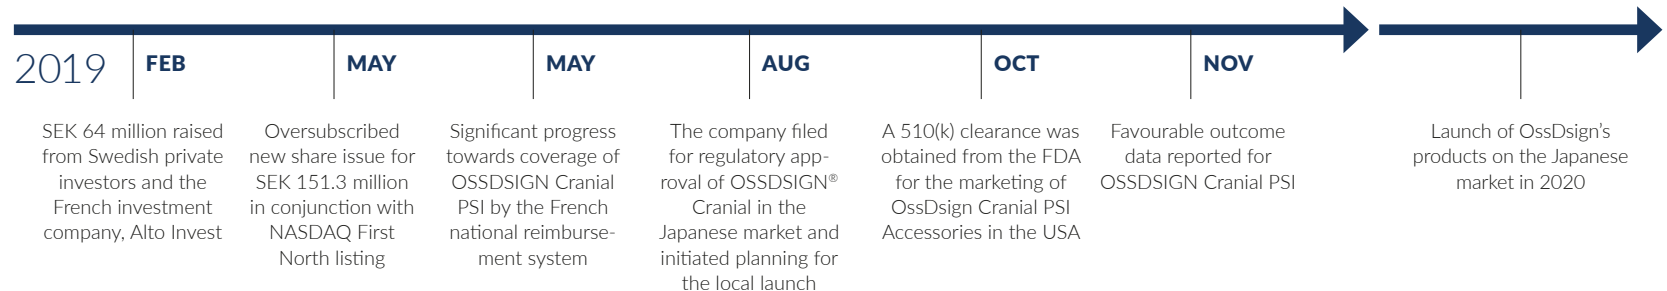 2019
FEB
SEK 64 million raised
from Swedish private
investors and the
French investment
company, Alto Invest
MAY
Oversubscribed
new share issue for
SEK 151.3 million
in conjunction with
NASDAQ First
North listing
MAY
Significant progress
towards coverage of
OSSDSIGN Cranial
PSI by the French
national reimburse-
ment system
AUG
The company filed
for regulatory app-
roval of OSSDSIGN®
Cranial in the
Japanese market and
initiated planning for
the local launch
OCT
A 510(k) clearance was
obtained from the FDA
for the marketing of
OssDsign Cranial PSI
Accessories in the USA
NOV
Favourable outcome
data reported for
OSSDSIGN Cranial PSI
Launch of OssDsign’s
products on the Japanese
market in 2020